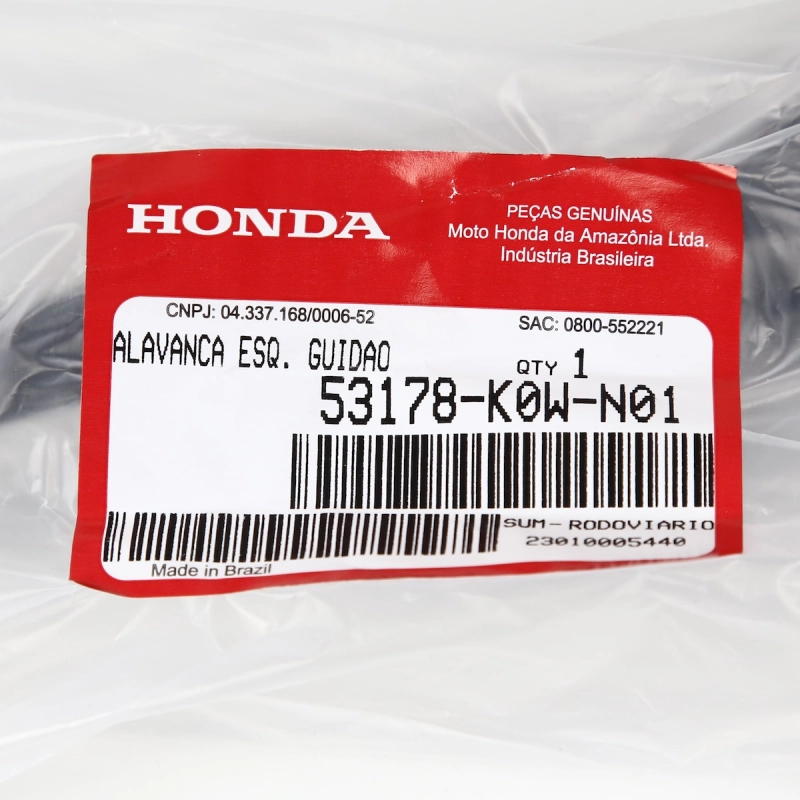 HONDA
PEÇAS GENUÍNAS
Moto Honda da Amazônia Ltda.
Indústria Brasileira
CNPJ: 04.337.168/0006-52
SAC: 0800-552221
ALAVANCA ESQ. GUIDAO
QTY 1
53178-K0W-N01
SUM-RODOVIARIO
23010005440
Made in Brazil